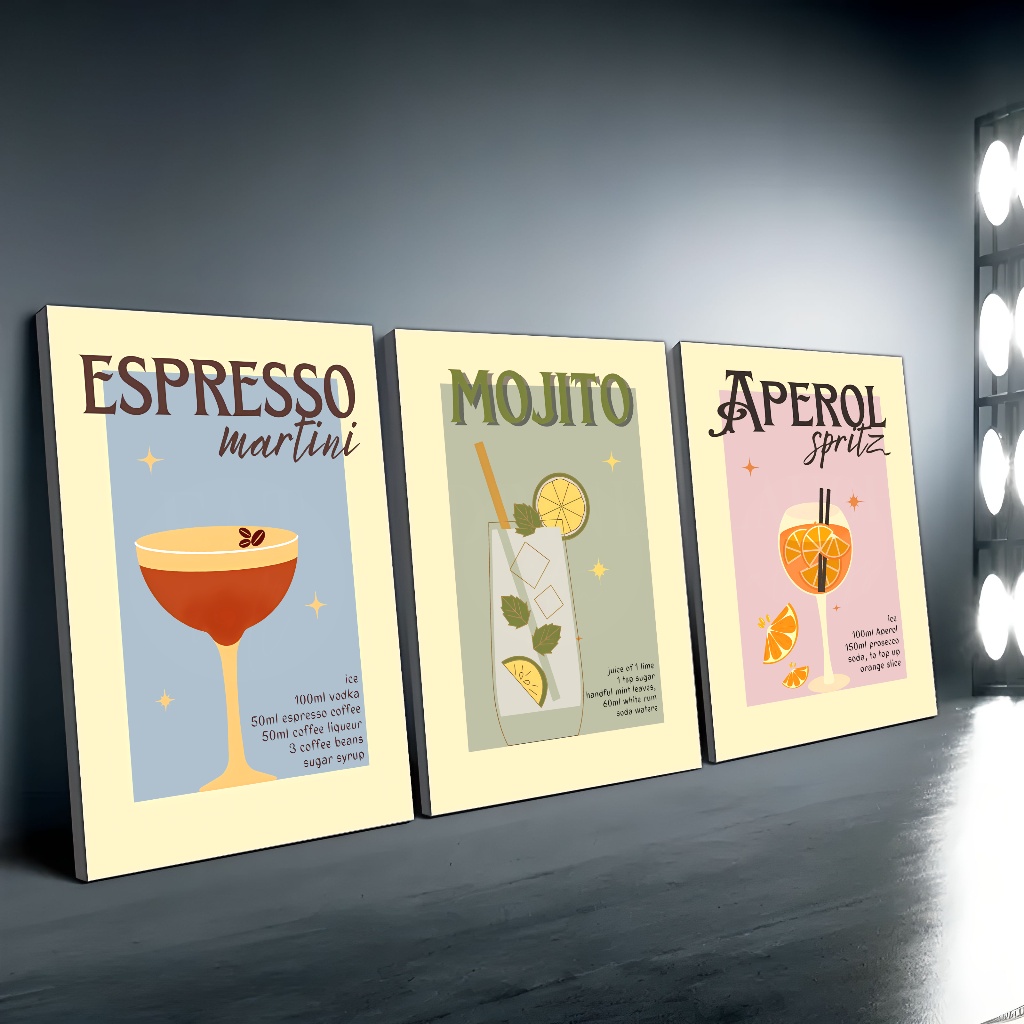 ESPRESSO
martini
ice
100ml vodka
50ml espresso coffee
50ml coffee liqueur
3 coffee beans
sugar syrup
MOJITO
juice of 1 lime
1 tsp sugar
handful mint leaves,
60ml white rum
soda watere
APEROL
spritz
ice
100ml Aperol
150ml prosecco
soda, to top up
orange slice